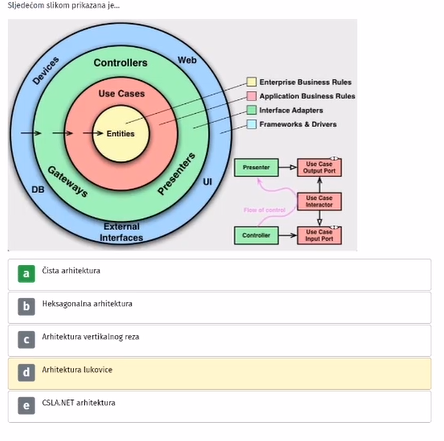 Sljedećom slikom prikazana je...
Devices
Controllers
Web
Use Cases
Entities
DB
Gateways
Presenters
UI
External
Interfaces
Enterprise Business Rules
Application Business Rules
Interface Adapters
Frameworks & Drivers
Presenter
Use Case
Output Port
Use Case
Interactor
Flow of control
Controller
Use Case
Input Port
a Čista arhitektura
b Heksagonalna arhitektura
c Arhitektura vertikalnog reza
d Arhitektura lukovice
e CSLA.NET arhitektura